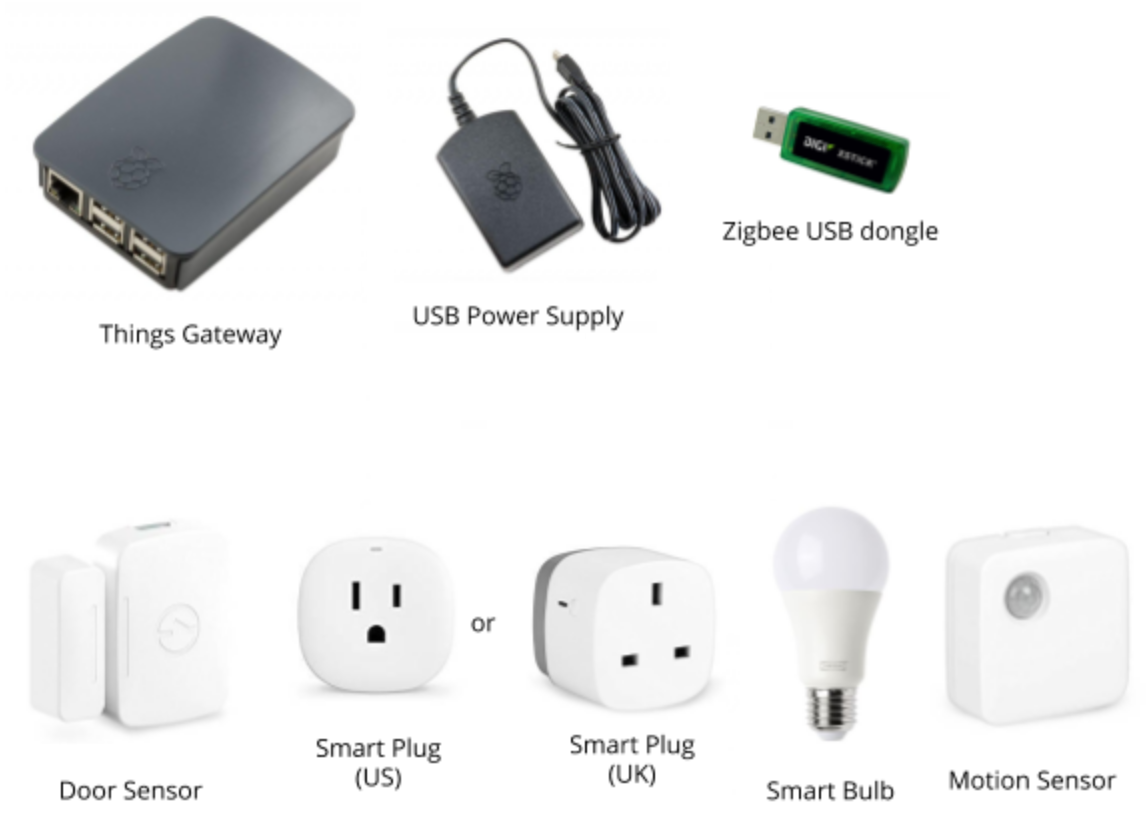 DIGI XSTICK
Things Gateway
USB Power Supply
Zigbee USB dongle
or
Door Sensor
Smart Plug
(US)
Smart Plug
(UK)
Smart Bulb
Motion Sensor